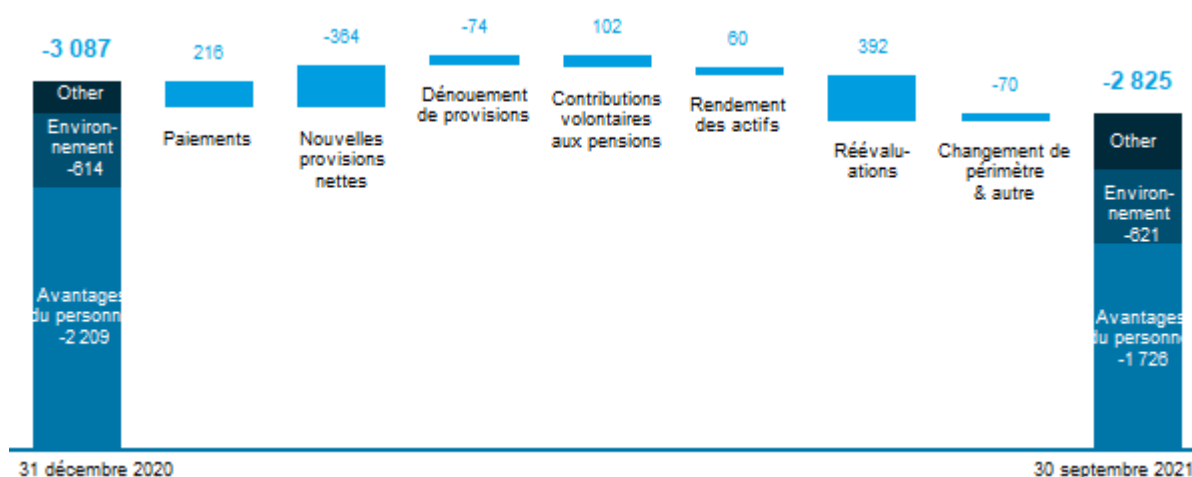 -3 087
Other
Environ-
nement
-614
Avantages
du personn
-2 209
216
Paiements
-364
Nouvelles
provisions
nettes
-74
Dénouement
de provisions
102
Contributions
volontaires
aux pensions
60
Rendement
des actifs
392
Réévalu-
ations
-70
Changement de
périmètre
& autre
-2 825
Other
Environ-
nement
-621
Avantages
du personne
-1 726
31 décembre 2020
30 septembre 2021